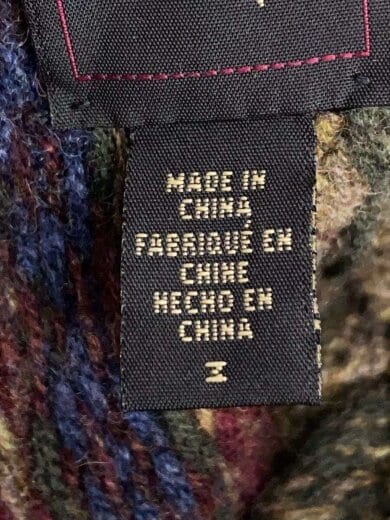 MADE IN
CHINA
FABRIQUÉ EN
CHINE
HECHO EN
CHINA
M